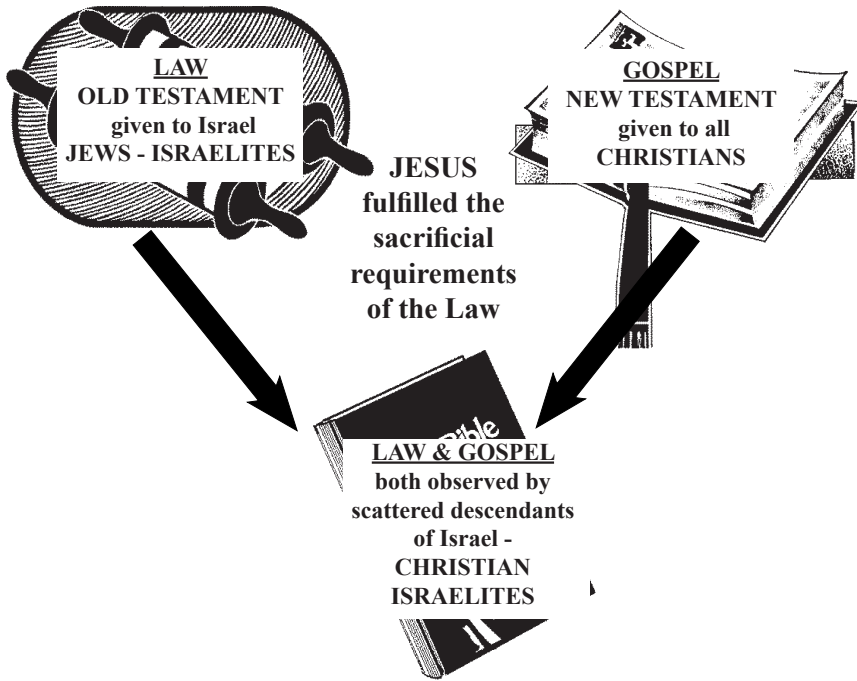 LAW
OLD TESTAMENT
given to Israel
JEWS - ISRAELITES
GOSPEL
NEW TESTAMENT
given to all
CHRISTIANS
JESUS
fulfilled the
sacrificial
requirements
of the Law
Bible
LAW & GOSPEL
both observed by
scattered descendants
of Israel -
CHRISTIAN
ISRAELITES